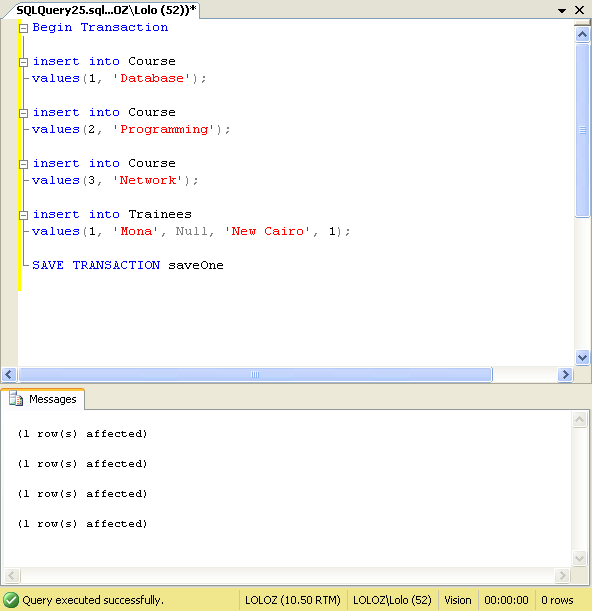 SQLQuery25.sql...OZ\Lolo (52))*
Begin Transaction
insert into Course
values(1, 'Database');
insert into Course
values(2, 'Programming');
insert into Course
values(3, 'Network');
insert into Trainees
values(1, 'Mona', Null, 'New Cairo', 1);
SAVE TRANSACTION saveOne
Messages
(1 row(s) affected)
(1 row(s) affected)
(1 row(s) affected)
(1 row(s) affected)
Query executed successfully. LOLOZ (10.50 RTM) LOLOZ\Lolo (52) Vision 00:00:00 0 rows